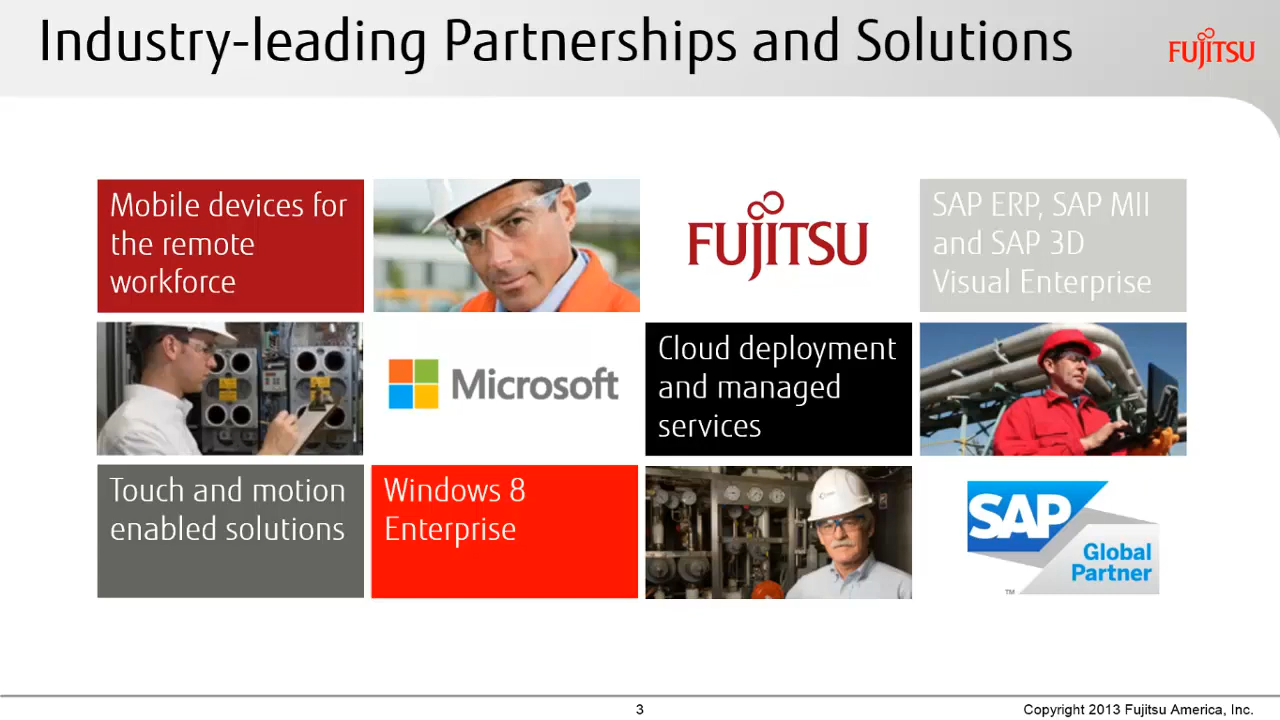 Industry-leading Partnerships and Solutions
FUJITSU
Mobile devices for
the remote
workforce
FUJITSU
SAP ERP, SAP MII
and SAP 3D
Visual Enterprise
Microsoft
Cloud deployment
and managed
services
Touch and motion
enabled solutions
Windows 8
Enterprise
SAP
Global
Partner
TM
3
Copyright 2013 Fujitsu America, Inc.